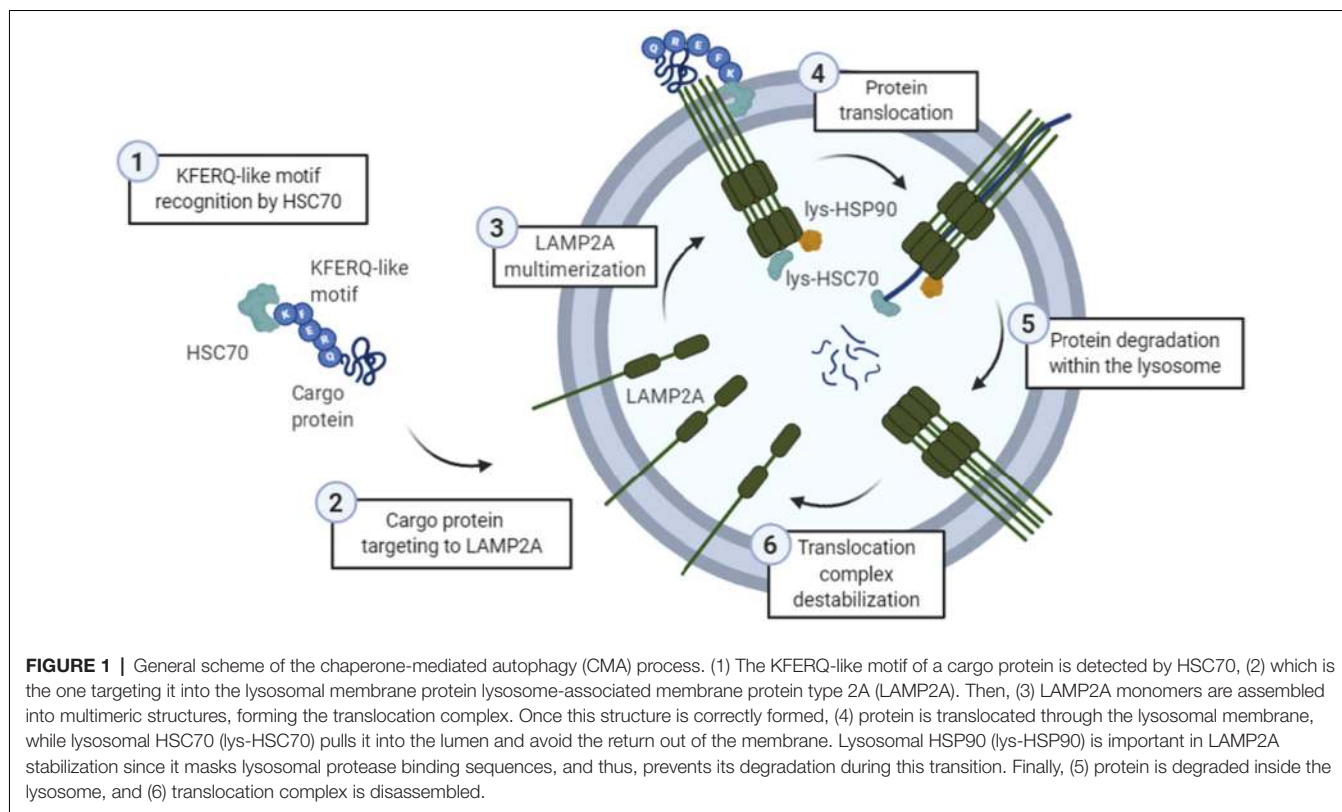 Q R E F K
4
Protein
translocation
1
KFERQ-like motif
recognition by HSC70
lys-HSP90
3
LAMP2A
multimerization
KFERQ-like
motif
lys-HSC70
K F E R Q
HSC70
5
Protein degradation
within the lysosome
Cargo
protein
LAMP2A
2
Cargo protein
targeting to LAMP2A
6
Translocation
complex
destabilization
FIGURE 1 | General scheme of the chaperone-mediated autophagy (CMA) process. (1) The KFERQ-like motif of a cargo protein is detected by HSC70, (2) which is
the one targeting it into the lysosomal membrane protein lysosome-associated membrane protein type 2A (LAMP2A). Then, (3) LAMP2A monomers are assembled
into multimeric structures, forming the translocation complex. Once this structure is correctly formed, (4) protein is translocated through the lysosomal membrane,
while lysosomal HSC70 (lys-HSC70) pulls it into the lumen and avoid the return out of the membrane. Lysosomal HSP90 (lys-HSP90) is important in LAMP2A
stabilization since it masks lysosomal protease binding sequences, and thus, prevents its degradation during this transition. Finally, (5) protein is degraded inside the
lysosome, and (6) translocation complex is disassembled.